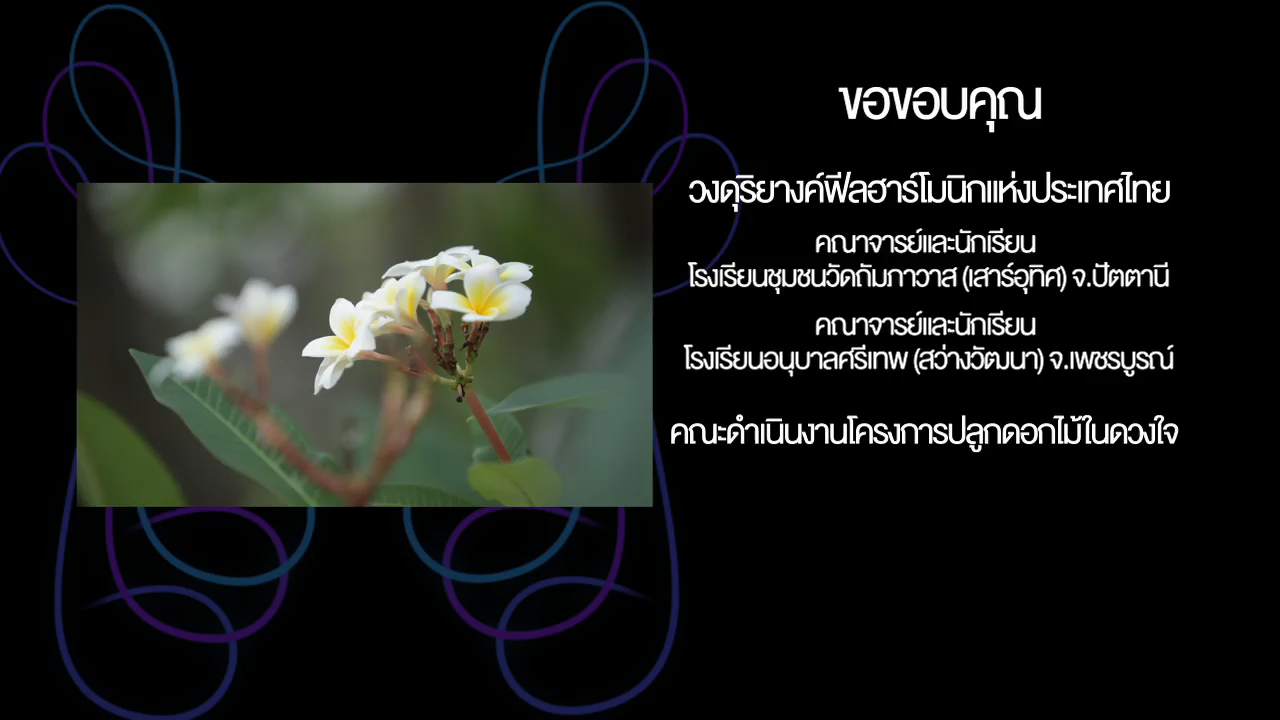 ขอขอบคุณ
วงดุริยางค์ฟีลฮาร์โมนิกแห่งประเทศไทย
คณาจารย์และนักเรียน
โรงเรียนชุมชนวัดถัมภาวาส (เสาร์อุทิศ) จ.ปัตตานี
คณาจารย์และนักเรียน
โรงเรียนอนุบาลศรีเทพ (สว่างวัฒนา) จ.เพชรบูรณ์
คณะดำเนินงานโครงการปลูกดอกไม้ในดวงใจ